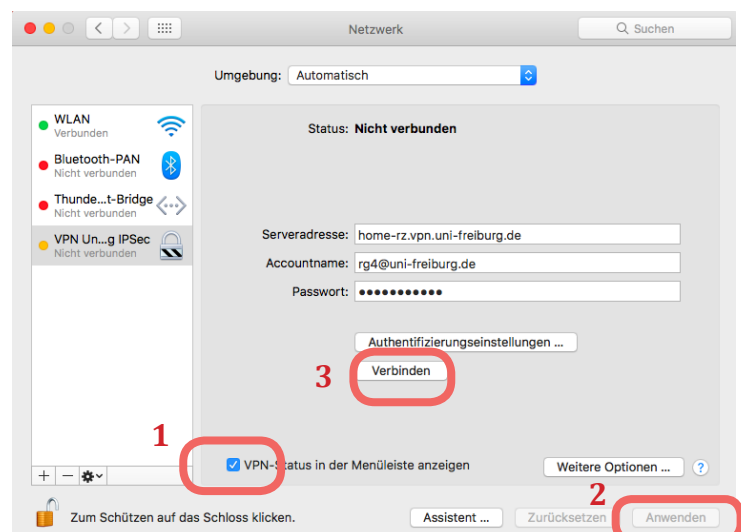 Netzwerk
Suchen
Umgebung: Automatisch
WLAN
Verbunden
Status: Nicht verbunden
Bluetooth-PAN
Nicht verbunden
Thunde...t-Bridge
Nicht verbunden
VPN Un...g IPSec
Nicht verbunden
Serveradresse: home-rz.vpn.uni-freiburg.de
Accountname: rg4@uni-freiburg.de
Passwort: ●●●●●●●●●●●
Authentifizierungseinstellungen ...
3 Verbinden
1
VPN-Status in der Menüleiste anzeigen
Weitere Optionen ... ?
2
Zum Schützen auf das Schloss klicken.
Assistent ... Zurücksetzen Anwenden